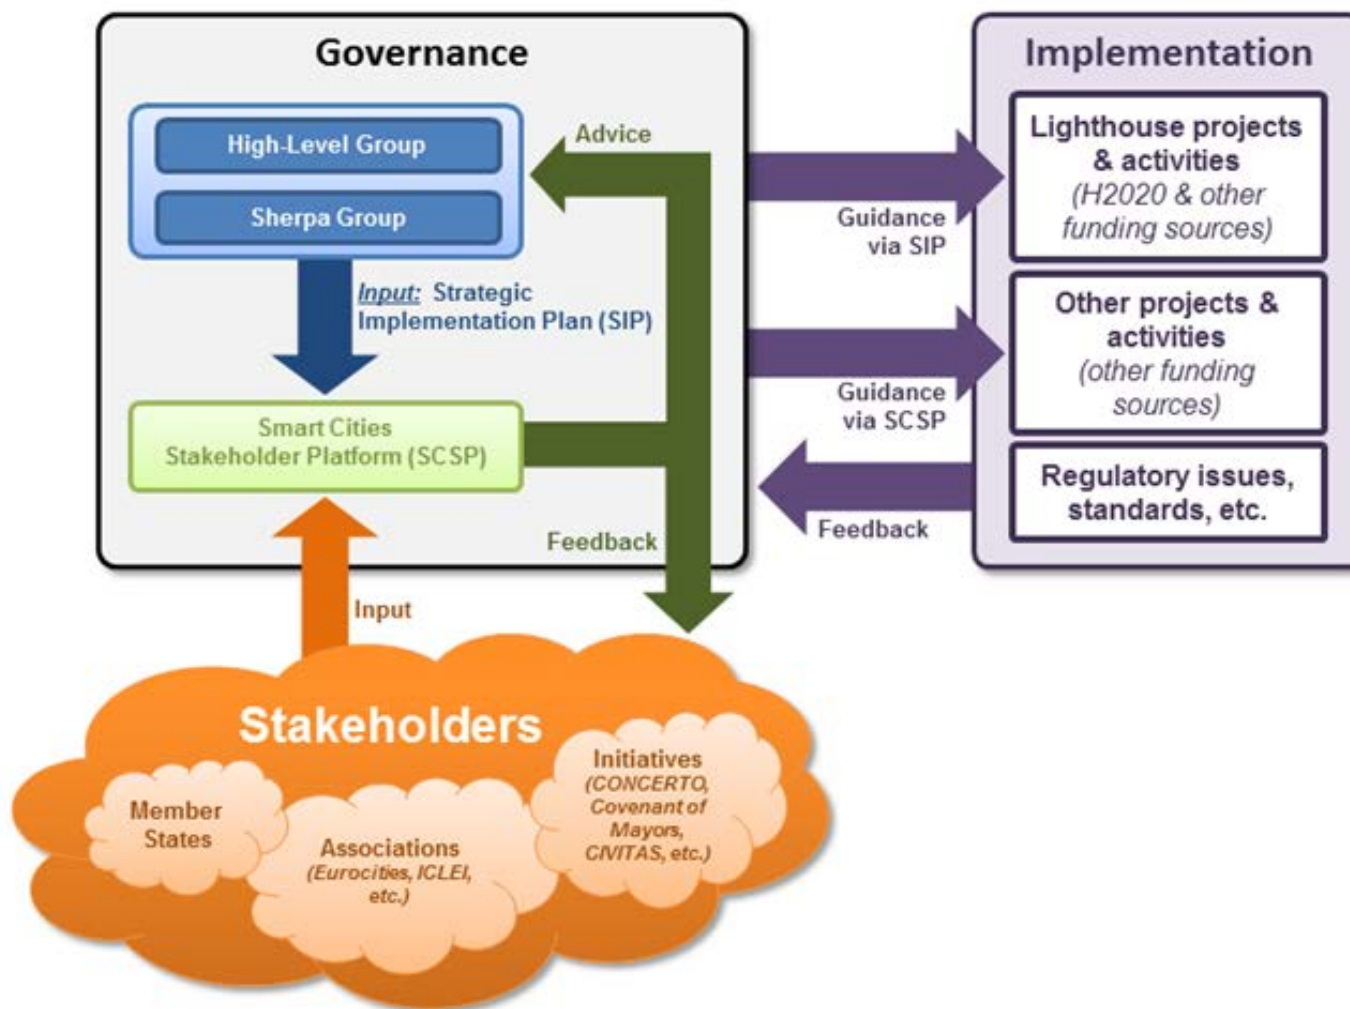 Governance
High-Level Group
Sherpa Group
Advice
Input: Strategic
Implementation Plan (SIP)
Smart Cities
Stakeholder Platform (SCSP)
Feedback
Input
Guidance
via SIP
Guidance
via SCSP
Feedback
Implementation
Lighthouse projects
& activities
(H2020 & other
funding sources)
Other projects &
activities
(other funding
sources)
Regulatory issues,
standards, etc.
Stakeholders
Member
States
Associations
(Eurocities, ICLEI,
etc.)
Initiatives
(CONCERTO,
Covenant of
Mayors,
CIVITAS, etc.)